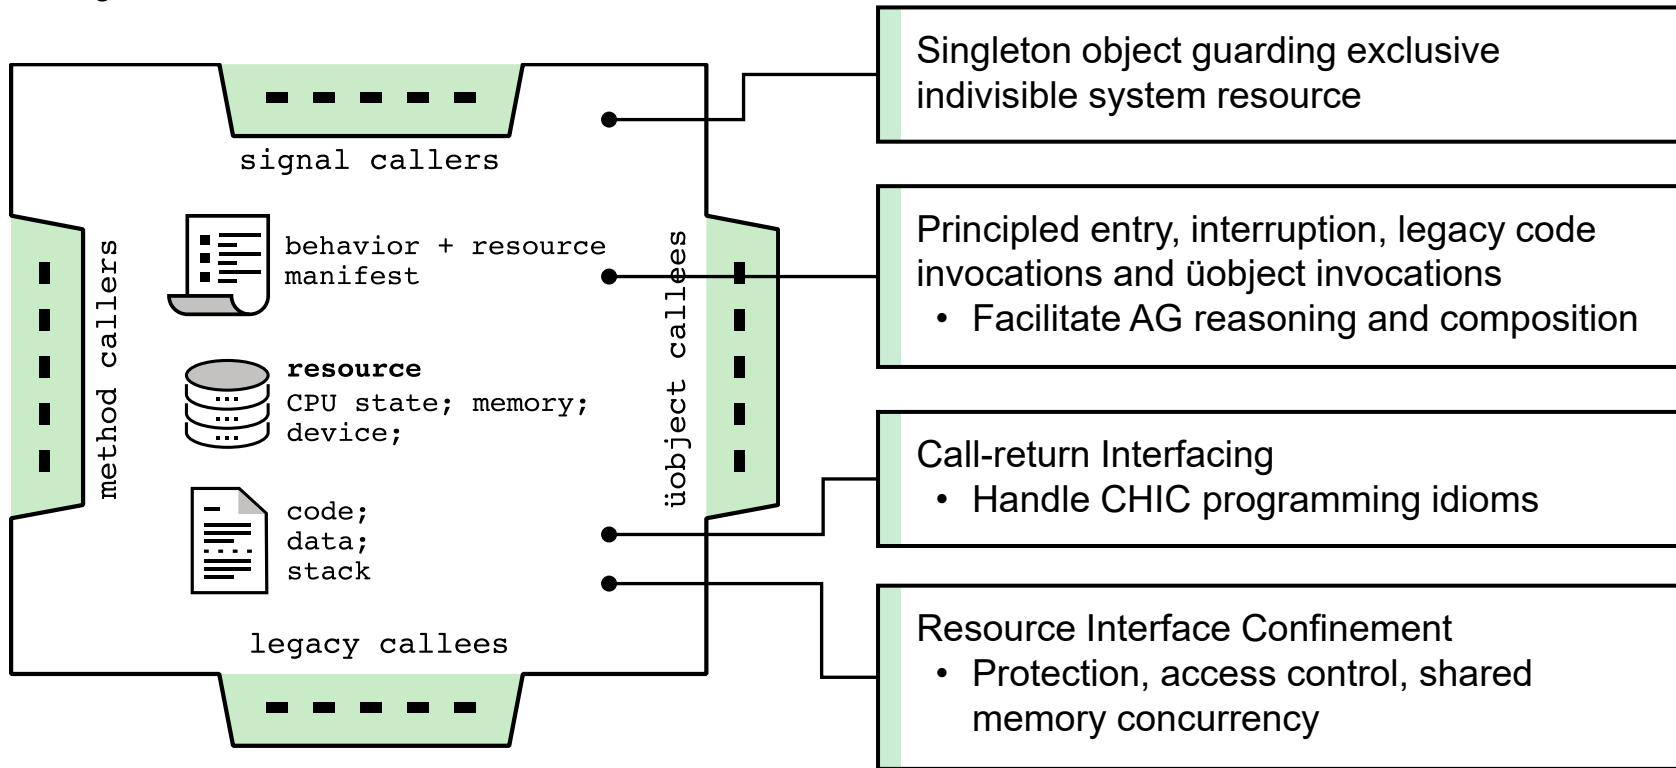 signal callers
method callers
behavior + resource
manifest
resource
CPU state; memory;
device;
code;
data;
stack
üobject callees
legacy callees
Singleton object guarding exclusive
indivisible system resource
Principled entry, interruption, legacy code
invocations and üobject invocations
• Facilitate AG reasoning and composition
Call-return Interfacing
• Handle CHIC programming idioms
Resource Interface Confinement
• Protection, access control, shared
memory concurrency